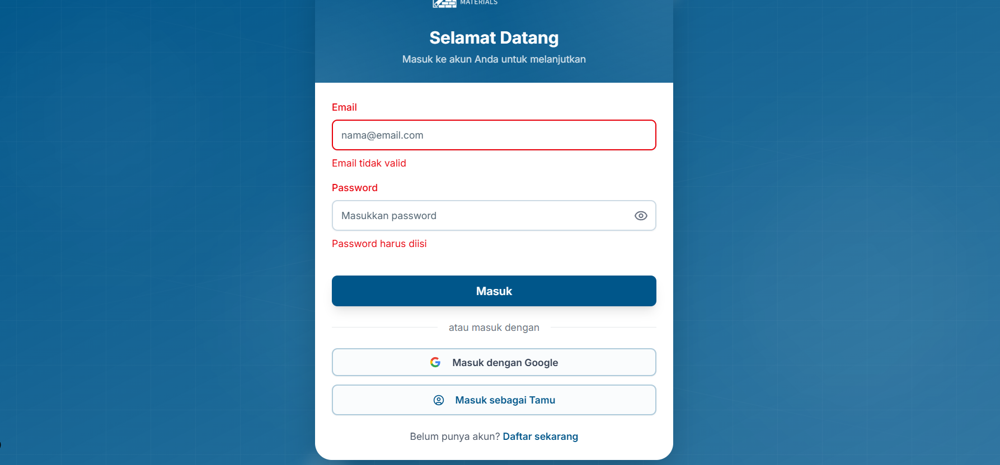 MATERIALS
Selamat Datang
Masuk ke akun Anda untuk melanjutkan
Email
nama@email.com
Email tidak valid
Password
Masukkan password
Password harus diisi
Masuk
atau masuk dengan
Masuk dengan Google
Masuk sebagai Tamu
Belum punya akun? Daftar sekarang